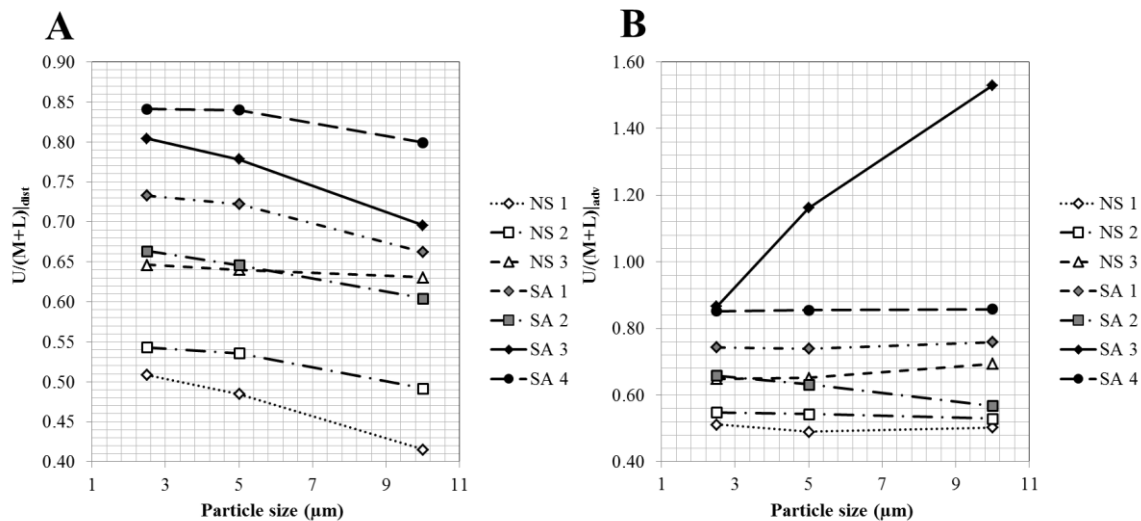 A
0.90
0.85
0.80
0.75
0.70
0.65
0.60
0.55
0.50
0.45
0.40
U/(M+L)|dist
1
3
5
7
9
11
Particle size (µm)
NS 1
NS 2
NS 3
SA 1
SA 2
SA 3
SA 4
B
1.60
1.40
1.20
1.00
0.80
0.60
0.40
U/(M+L)|adv
1
3
5
7
9
11
Particle size (µm)
NS 1
NS 2
NS 3
SA 1
SA 2
SA 3
SA 4